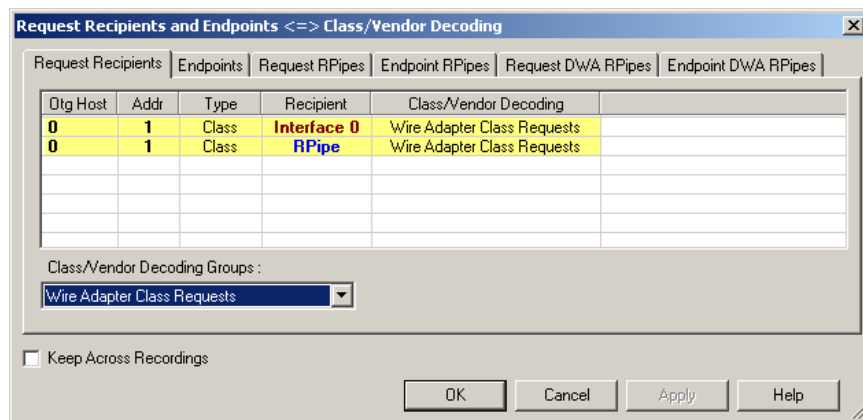 Request Recipients and Endpoints <=> Class/Vendor Decoding
Request Recipients Endpoints Request RPipes Endpoint RPipes Request DWA RPipes Endpoint DWA RPipes
Otg Host Addr Type Recipient Class/Vendor Decoding
0 1 Class Interface 0 Wire Adapter Class Requests
0 1 Class RPipe Wire Adapter Class Requests
Class/Vendor Decoding Groups :
Wire Adapter Class Requests
Keep Across Recordings
OK Cancel Apply Help